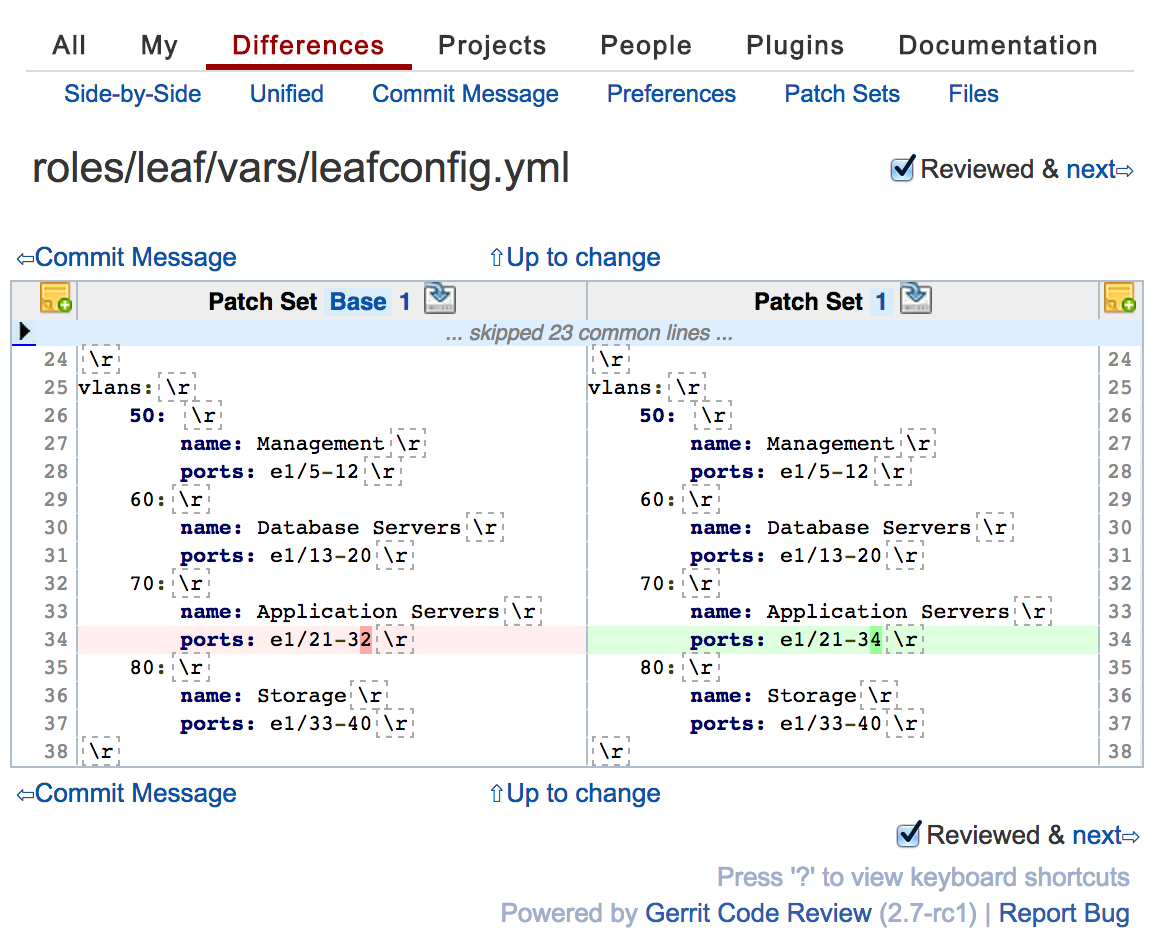 All My Differences Projects People Plugins Documentation
Side-by-Side Unified Commit Message Preferences Patch Sets Files
roles/leaf/vars/leafconfig.yml Reviewed & next⇨
⇦Commit Message ⇧Up to change
Patch Set Base 1 Patch Set 1
... skipped 23 common lines ...
24 \r \r 24
25 vlans:\r vlans:\r 25
26 50: \r 50: \r 26
27 name: Management\r name: Management\r 27
28 ports: e1/5-12\r ports: e1/5-12\r 28
29 60:\r 60:\r 29
30 name: Database Servers\r name: Database Servers\r 30
31 ports: e1/13-20\r ports: e1/13-20\r 31
32 70:\r 70:\r 32
33 name: Application Servers\r name: Application Servers\r 33
34 ports: e1/21-32\r ports: e1/21-34\r 34
35 80:\r 80:\r 35
36 name: Storage\r name: Storage\r 36
37 ports: e1/33-40\r ports: e1/33-40\r 37
38 \r \r 38
⇦Commit Message ⇧Up to change
Reviewed & next⇨
Press '?' to view keyboard shortcuts
Powered by Gerrit Code Review (2.7-rc1) | Report Bug